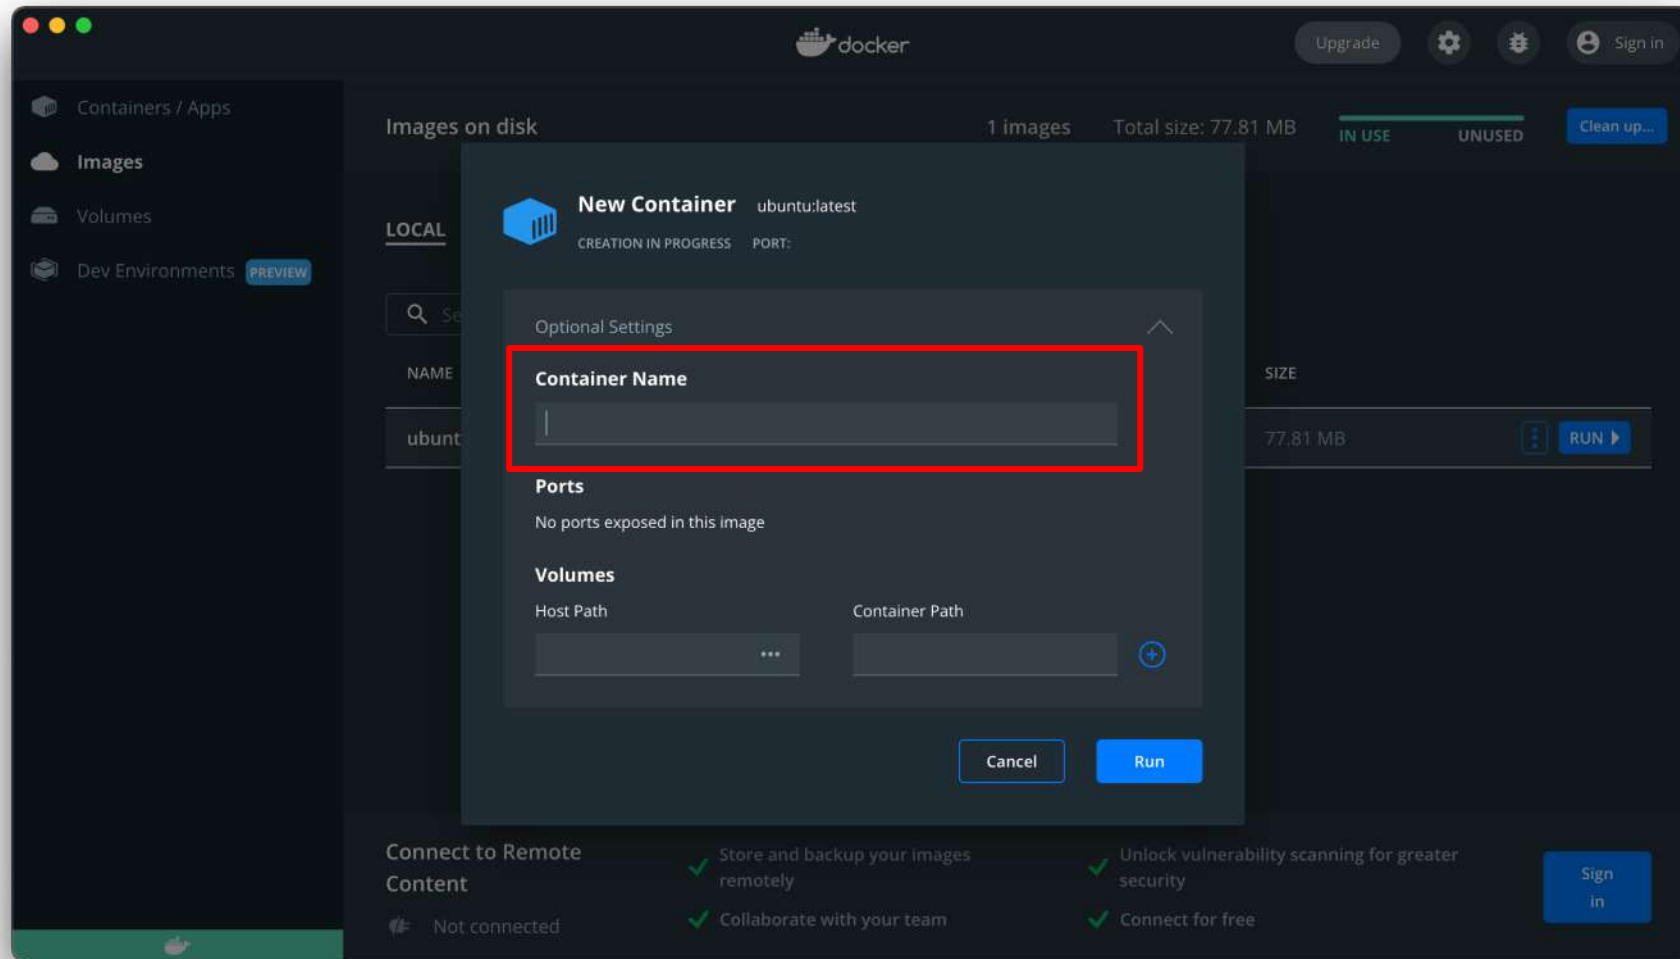 docker
Upgrade
Sign in
Containers / Apps
Images
Volumes
Dev Environments PREVIEW
Images on disk
1 images
Total size: 77.81 MB
IN USE
UNUSED
Clean up...
LOCAL
NAME
SIZE
77.81 MB
RUN
New Container ubuntu:latest
CREATION IN PROGRESS PORT:
Optional Settings
Container Name
Ports
No ports exposed in this image
Volumes
Host Path
Container Path
Cancel
Run
Connect to Remote
Content
Not connected
Store and backup your images
remotely
Collaborate with your team
Unlock vulnerability scanning for greater
security
Connect for free
Sign
in